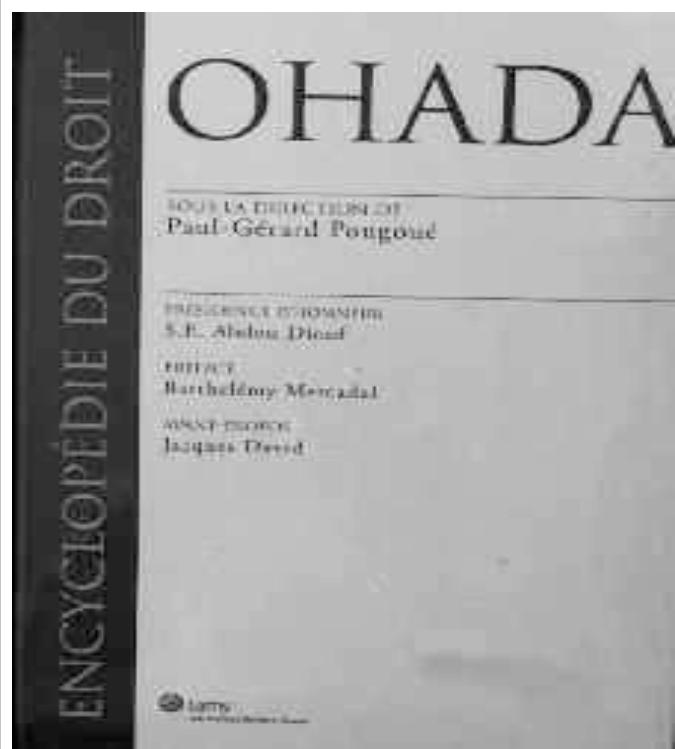 ENCYCLOPÉDIE DU DROIT
OHADA
SOUS LA DIRECTION DE
Paul-Gérard Pougoué
PRÉSIDENCE D'HONNEUR
S.E. Abdou Diouf
PRÉFACE
Barthélémy Mercadal
AVANT-PROPOS
Jacques David
Lamy